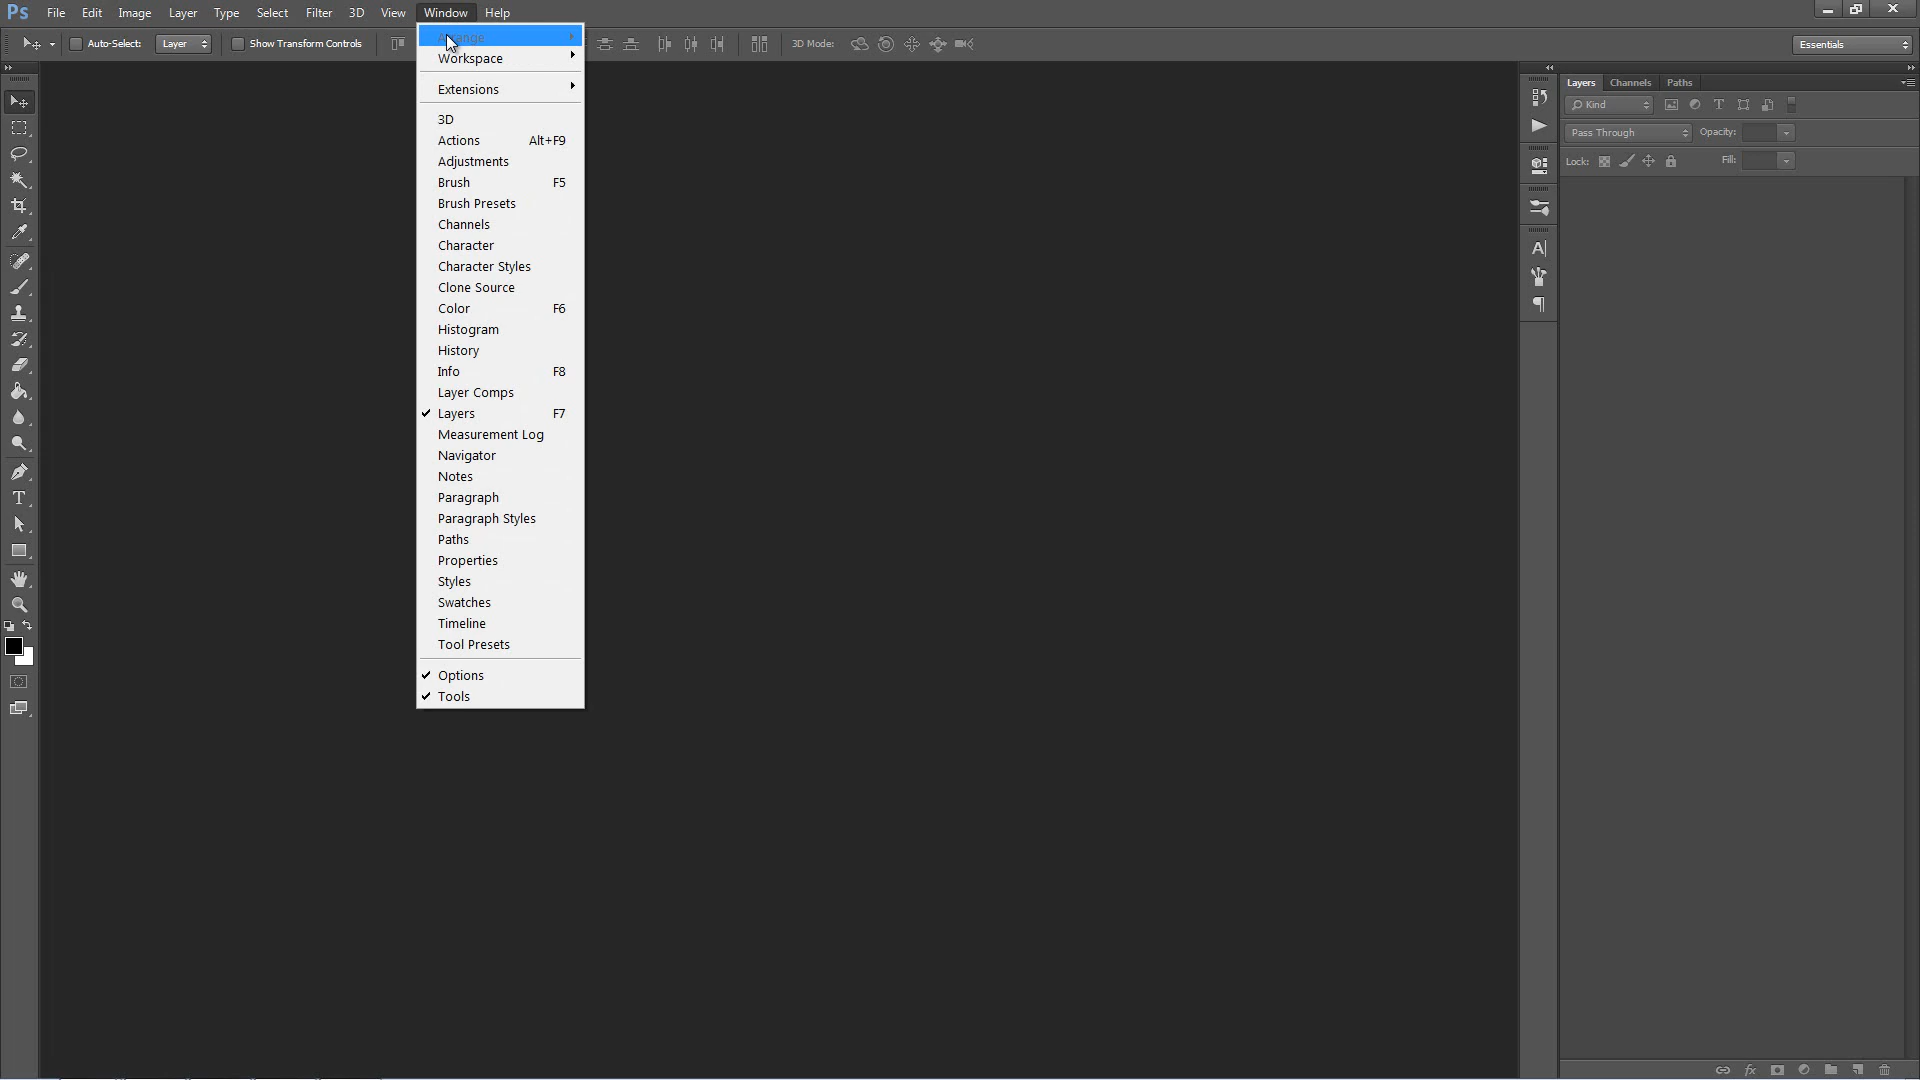 Ps File Edit Image Layer Type Select Filter 3D View Window Help
Auto-Select: Layer Show Transform Controls 3D Mode: Essentials
Arrange
Workspace
Extensions
3D
Actions Alt+F9
Adjustments
Brush F5
Brush Presets
Channels
Character
Character Styles
Clone Source
Color F6
Histogram
History
Info F8
Layer Comps
Layers F7
Measurement Log
Navigator
Notes
Paragraph
Paragraph Styles
Paths
Properties
Styles
Swatches
Timeline
Tool Presets
Options
Tools
Layers Channels Paths
Kind
Pass Through Opacity:
Lock: Fill: